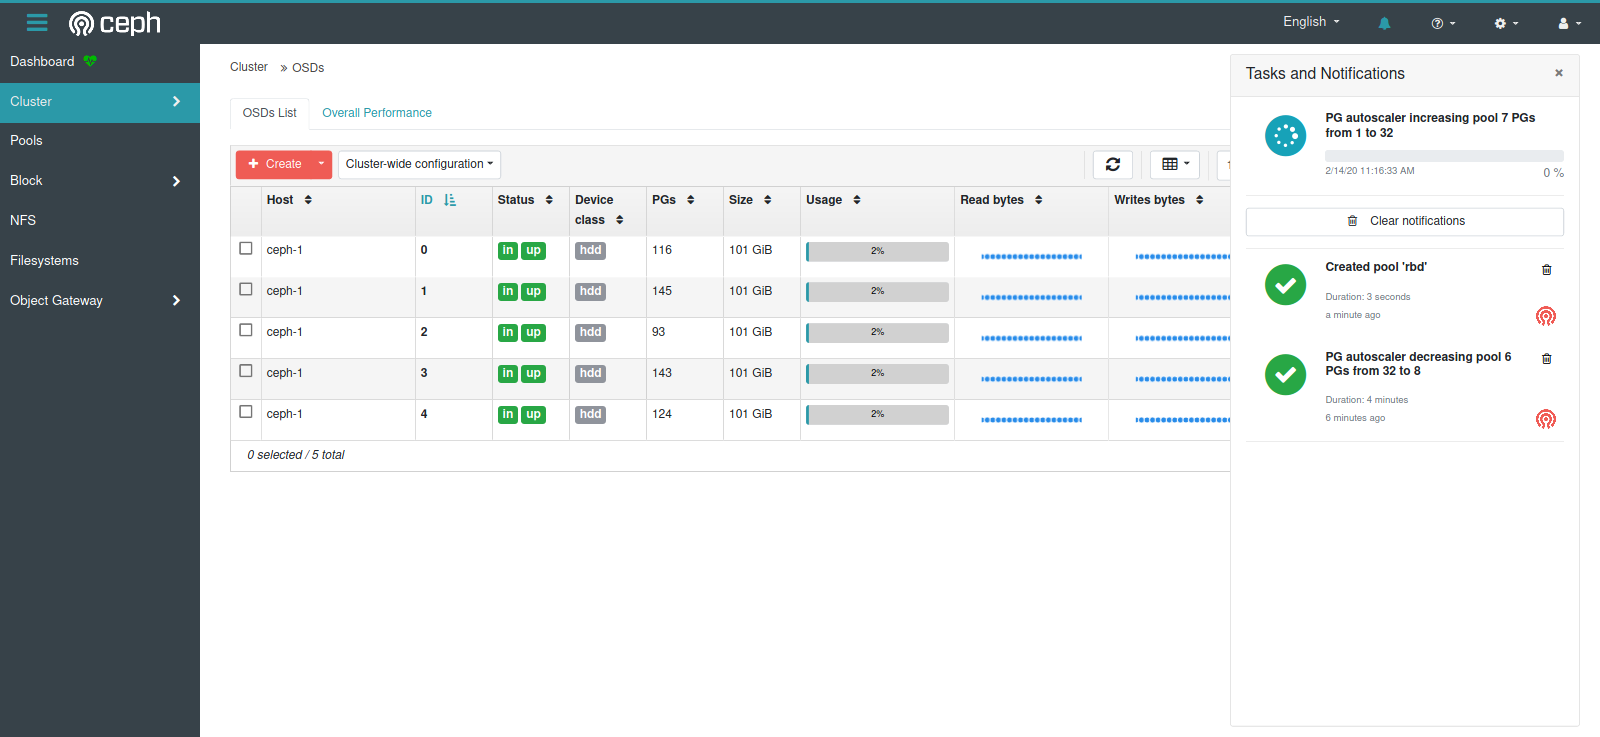 ceph
English
Dashboard
Cluster
Pools
Block
NFS
Filesystems
Object Gateway
Cluster » OSDs
OSDs List Overall Performance
Create Cluster-wide configuration
Host ID Status Device class PGs Size Usage Read bytes Writes bytes
ceph-1 0 in up hdd 116 101 GiB 2%
ceph-1 1 in up hdd 145 101 GiB 2%
ceph-1 2 in up hdd 93 101 GiB 2%
ceph-1 3 in up hdd 143 101 GiB 2%
ceph-1 4 in up hdd 124 101 GiB 2%
0 selected / 5 total
Tasks and Notifications ×
PG autoscaler increasing pool 7 PGs
from 1 to 32
2/14/20 11:16:33 AM 0 %
Clear notifications
Created pool 'rbd'
Duration: 3 seconds
a minute ago
PG autoscaler decreasing pool 6
PGs from 32 to 8
Duration: 4 minutes
6 minutes ago